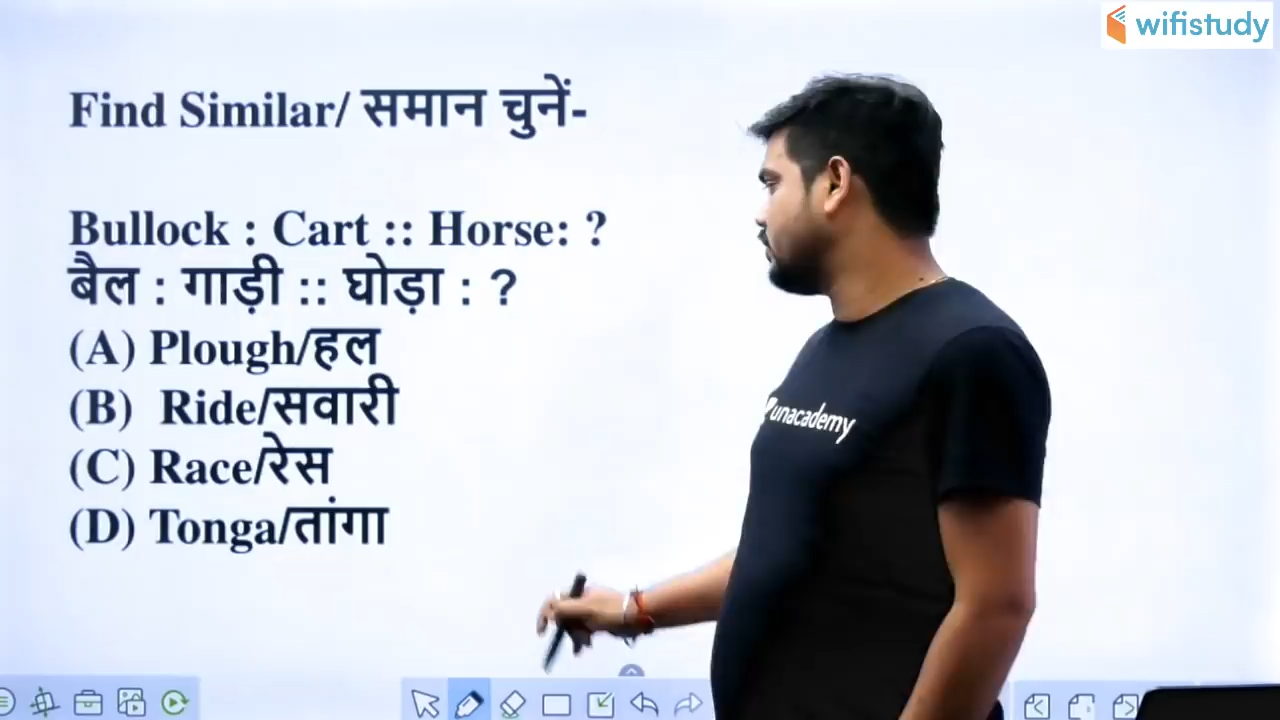 wifistudy
Find Similar/ समान चुनें-
Bullock : Cart :: Horse: ?
बैल : गाड़ी :: घोड़ा : ?
(A) Plough/हल
(B) Ride/सवारी
(C) Race/रेस
(D) Tonga/तांगा
unacademy